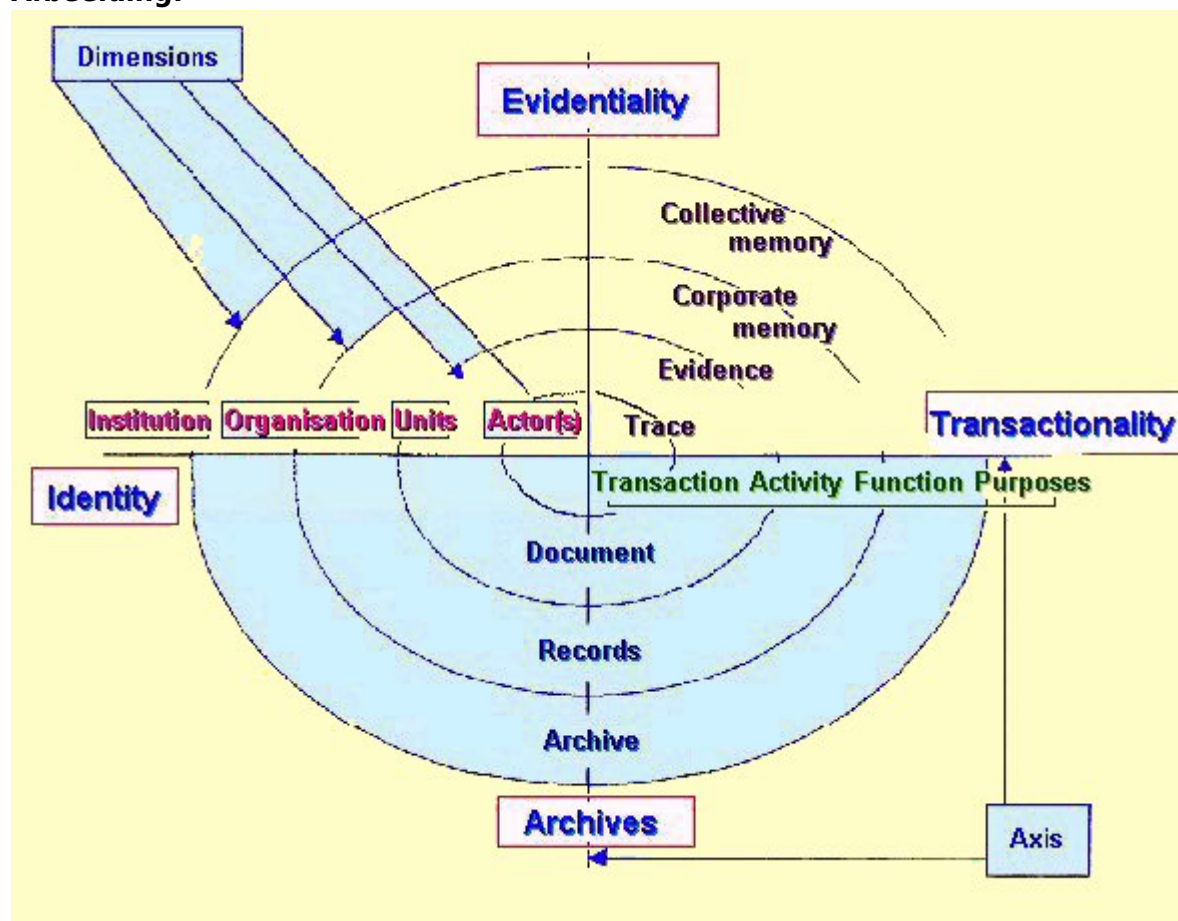 Dimensions
Evidentiality
Collective
memory
Corporate
memory
Evidence
Institution Organisation Units Actor(s) Trace Transactionality
Identity Transaction Activity Function Purposes
Document
Records
Archive
Archives
Axis